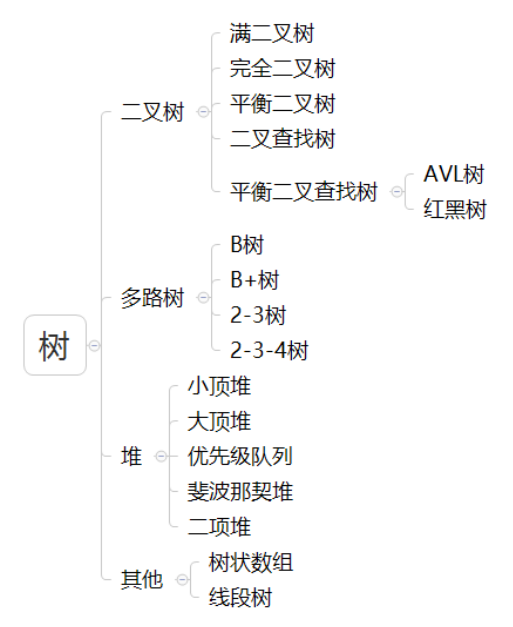 树
二叉树
满二叉树
完全二叉树
平衡二叉树
二叉查找树
平衡二叉查找树
AVL树
红黑树
多路树
B树
B+树
2-3树
2-3-4树
堆
小顶堆
大顶堆
优先级队列
斐波那契堆
二项堆
其他
树状数组
线段树